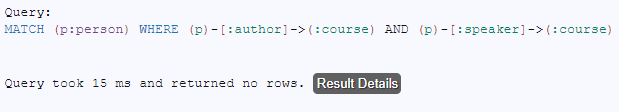 Query:
MATCH (p:person) WHERE (p)-[:author]->(:course) AND (p)-[:speaker]->(:course)
Query took 15 ms and returned no rows. Result Details